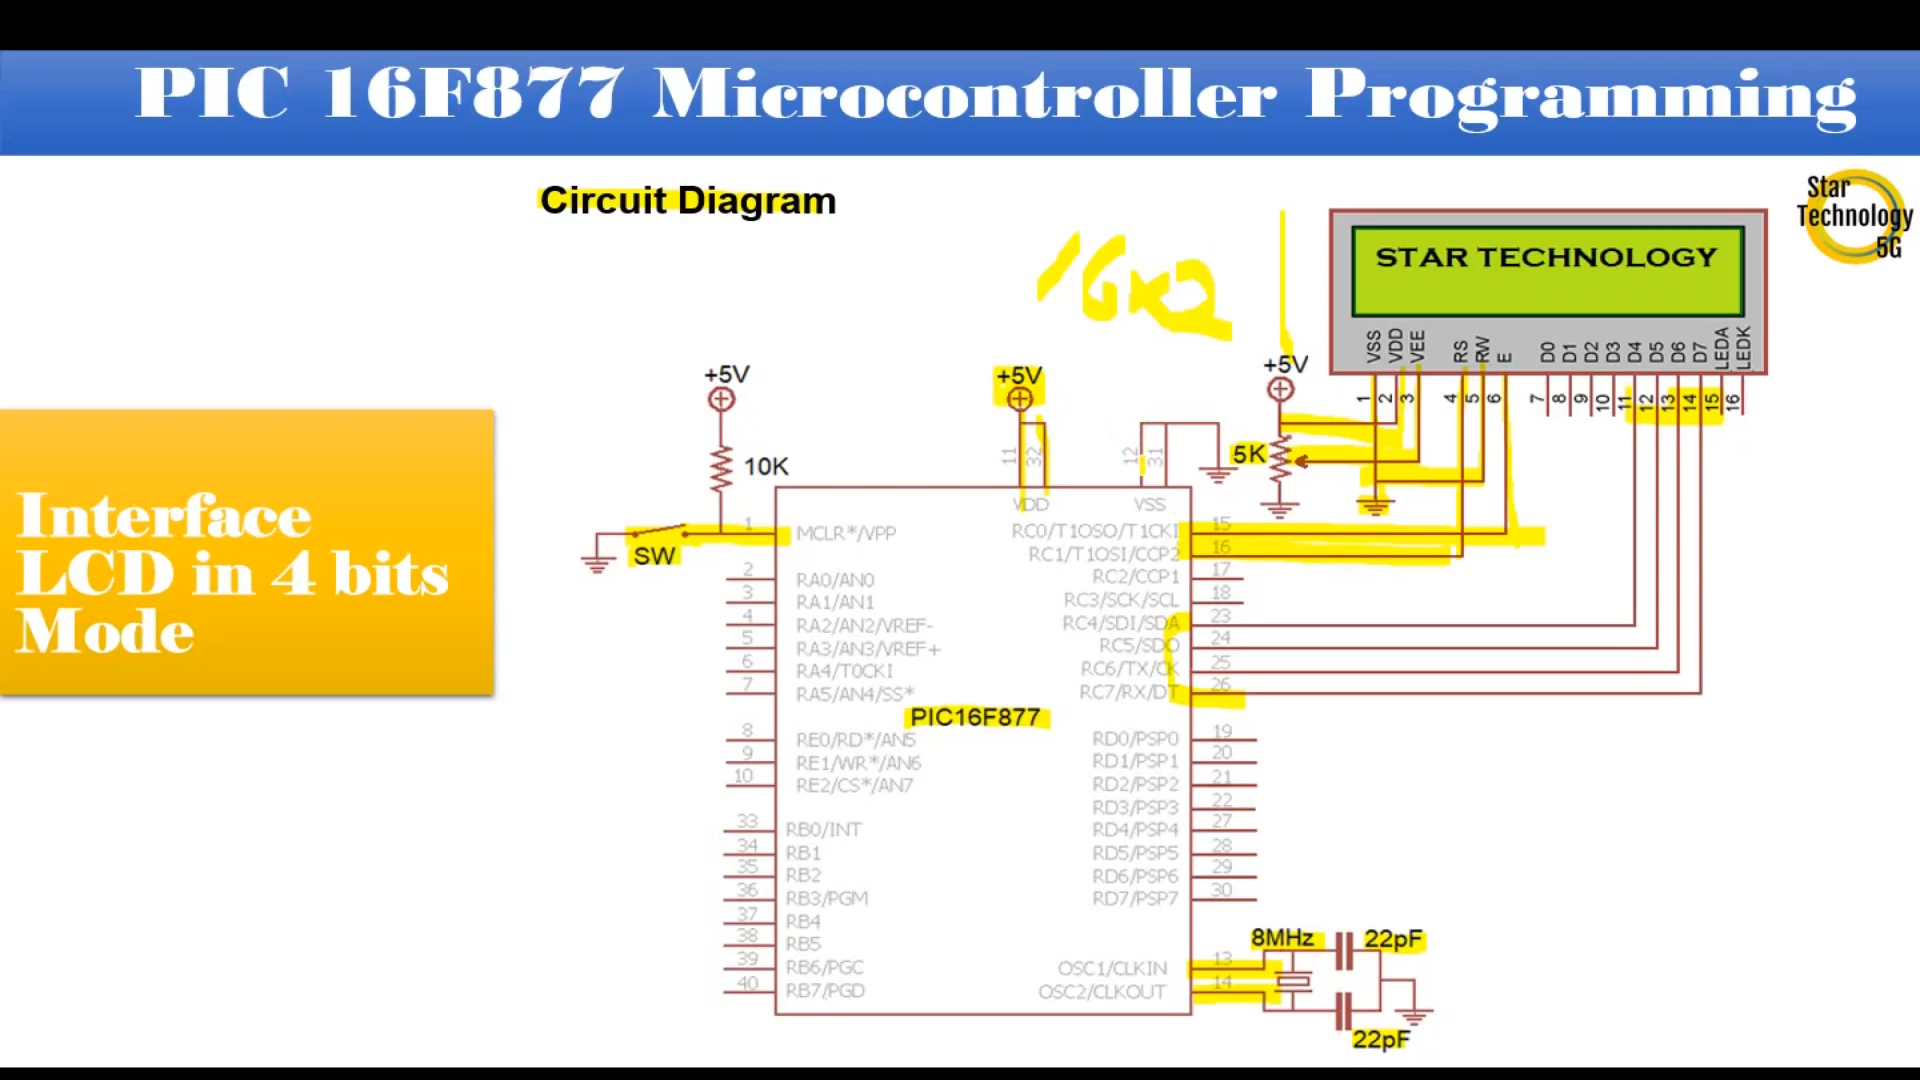 PIC 16F877 Microcontroller Programming
Circuit Diagram
Star
Technology
5G
16x2
STAR TECHNOLOGY
VSS
VDD
VEE
RS
RW
E
D0
D1
D2
D3
D4
D5
D6
D7
LEDA
LEDK
1
2
3
4
5
6
7
8
9
10
11
12
13
14
15
16
+5V
+5V
+5V
10K
5K
11
32
12
31
VDD
VSS
Interface
LCD in 4 bits
Mode
SW
1 MCLR*/VPP
2 RA0/AN0
3 RA1/AN1
4 RA2/AN2/VREF-
5 RA3/AN3/VREF+
6 RA4/T0CKI
7 RA5/AN4/SS*
PIC16F877
8 RE0/RD*/AN5
9 RE1/WR*/AN6
10 RE2/CS*/AN7
33 RB0/INT
34 RB1
35 RB2
36 RB3/PGM
37 RB4
38 RB5
39 RB6/PGC
40 RB7/PGD
RC0/T1OSO/T1CKI 15
RC1/T1OSI/CCP2 16
RC2/CCP1 17
RC3/SCK/SCL 18
RC4/SDI/SDA 23
RC5/SDO 24
RC6/TX/CK 25
RC7/RX/DT 26
RD0/PSP0 19
RD1/PSP1 20
RD2/PSP2 21
RD3/PSP3 22
RD4/PSP4 27
RD5/PSP5 28
RD6/PSP6 29
RD7/PSP7 30
OSC1/CLKIN 13
OSC2/CLKOUT 14
8MHz
22pF
22pF